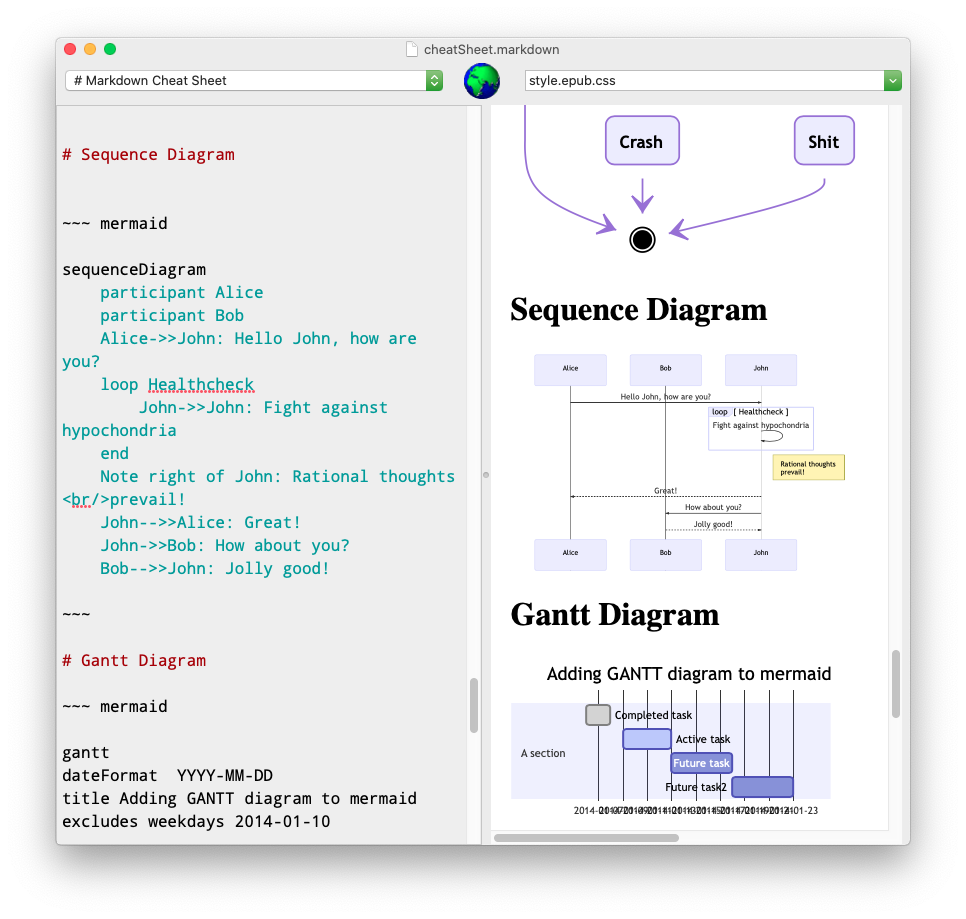 cheatSheet.markdown
# Markdown Cheat Sheet
style.epub.css
# Sequence Diagram
~~~ mermaid
sequenceDiagram
participant Alice
participant Bob
Alice->>John: Hello John, how are
you?
loop Healthcheck
John->>John: Fight against
hypochondria
end
Note right of John: Rational thoughts
<br/>prevail!
John-->>Alice: Great!
John->>Bob: How about you?
Bob-->>John: Jolly good!
~~~
# Gantt Diagram
~~~ mermaid
gantt
dateFormat  YYYY-MM-DD
title Adding GANTT diagram to mermaid
excludes weekdays 2014-01-10
Crash
Shit
Sequence Diagram
Alice
Bob
John
Hello John, how are you?
loop [ Healthcheck ]
Fight against hypochondria
Rational thoughts
prevail!
Great!
How about you?
Jolly good!
Alice
Bob
John
Gantt Diagram
Adding GANTT diagram to mermaid
Completed task
Active task
A section
Future task
Future task2